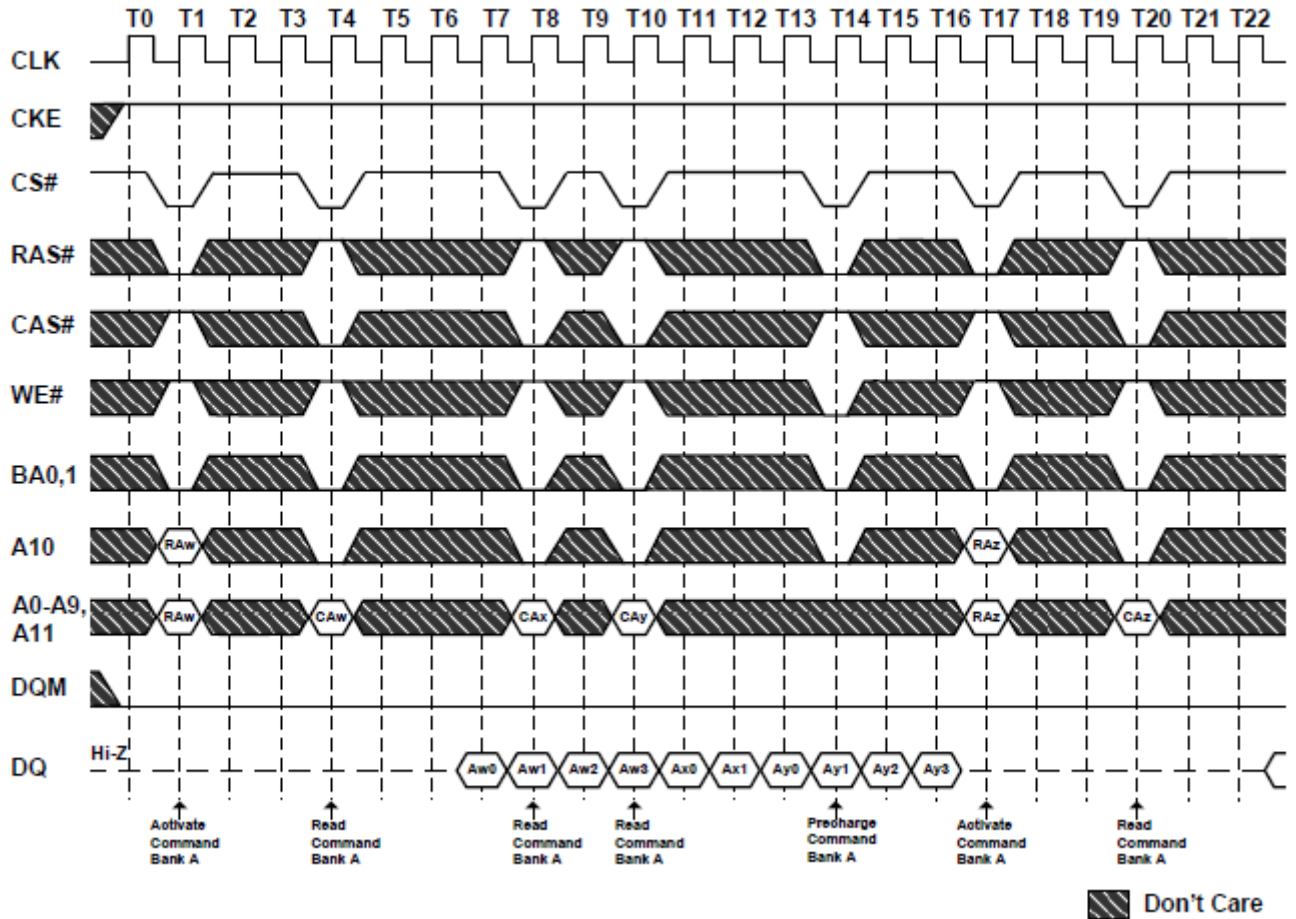 T0 T1 T2 T3 T4 T5 T6 T7 T8 T9 T10 T11 T12 T13 T14 T15 T16 T17 T18 T19 T20 T21 T22
CLK
CKE
CS#
RAS#
CAS#
WE#
BA0,1
A10 RAw RAz
A0-A9,
A11 RAw CAw CAx CAy RAz CAz
DQM
DQ Hi-Z Aw0 Aw1 Aw2 Aw3 Ax0 Ax1 Ay0 Ay1 Ay2 Ay3
Activate
Command
Bank A
Read
Command
Bank A
Read
Command
Bank A
Read
Command
Bank A
Precharge
Command
Bank A
Activate
Command
Bank A
Read
Command
Bank A
Don't Care